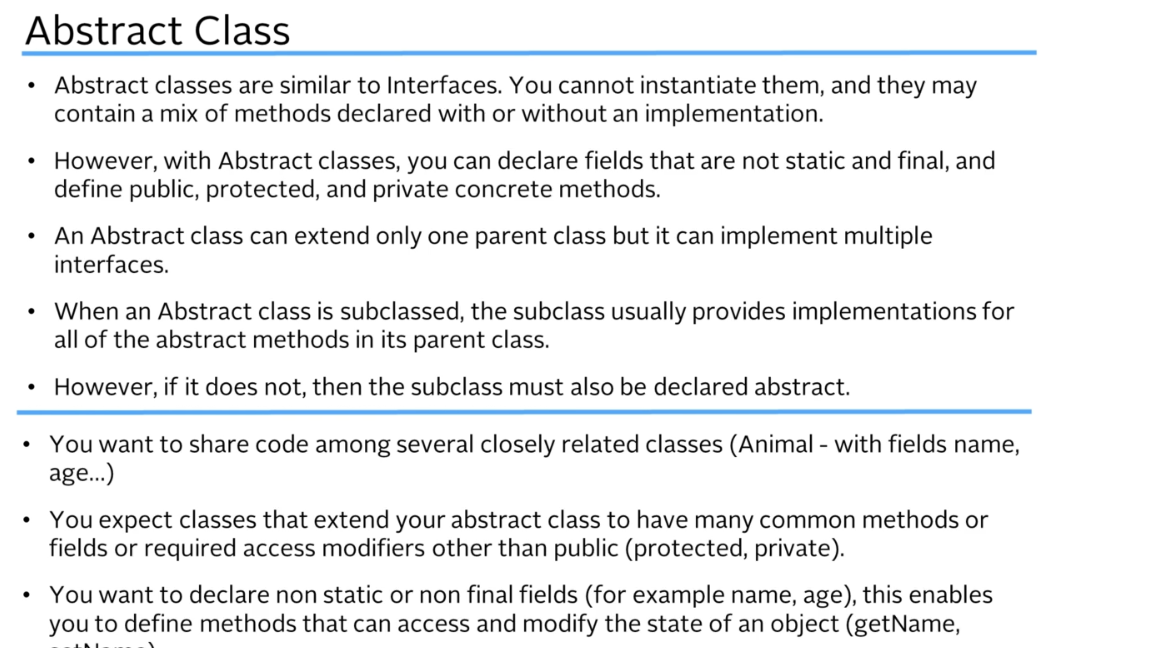 Abstract Class
• Abstract classes are similar to Interfaces. You cannot instantiate them, and they may
contain a mix of methods declared with or without an implementation.
• However, with Abstract classes, you can declare fields that are not static and final, and
define public, protected, and private concrete methods.
• An Abstract class can extend only one parent class but it can implement multiple
interfaces.
• When an Abstract class is subclassed, the subclass usually provides implementations for
all of the abstract methods in its parent class.
• However, if it does not, then the subclass must also be declared abstract.
• You want to share code among several closely related classes (Animal - with fields name,
age...)
• You expect classes that extend your abstract class to have many common methods or
fields or required access modifiers other than public (protected, private).
• You want to declare non static or non final fields (for example name, age), this enables
you to define methods that can access and modify the state of an object (getName,